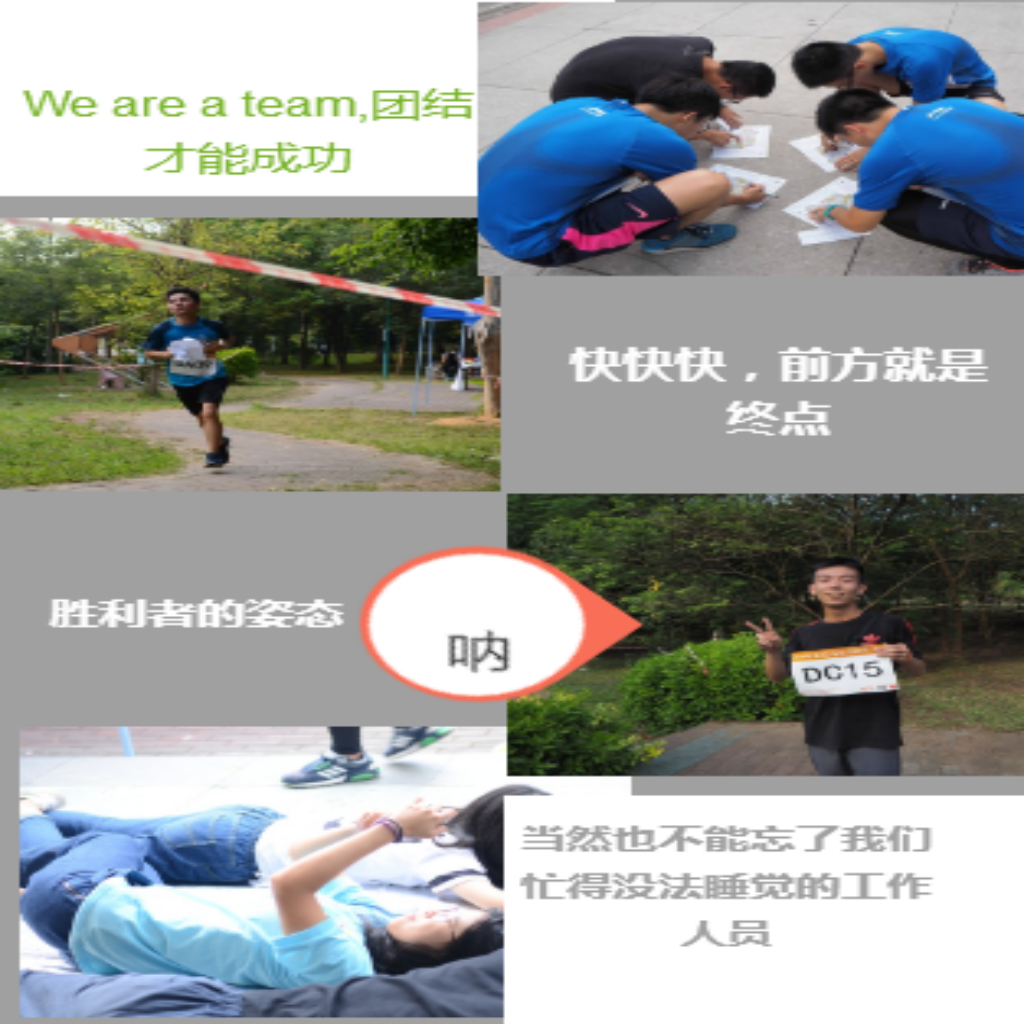 We are a team,团结
才能成功
快快快，前方就是
终点
胜利者的姿态
呐
DC15
当然也不能忘了我们
忙得没法睡觉的工作
人员